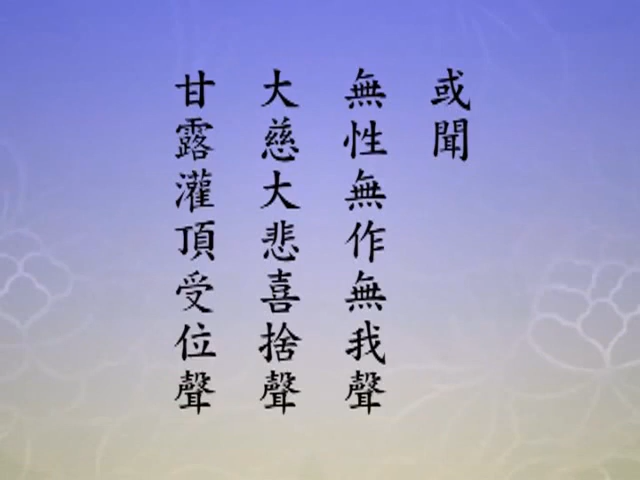 或聞
無性無作無我聲
大慈大悲喜捨聲
甘露灌頂受位聲